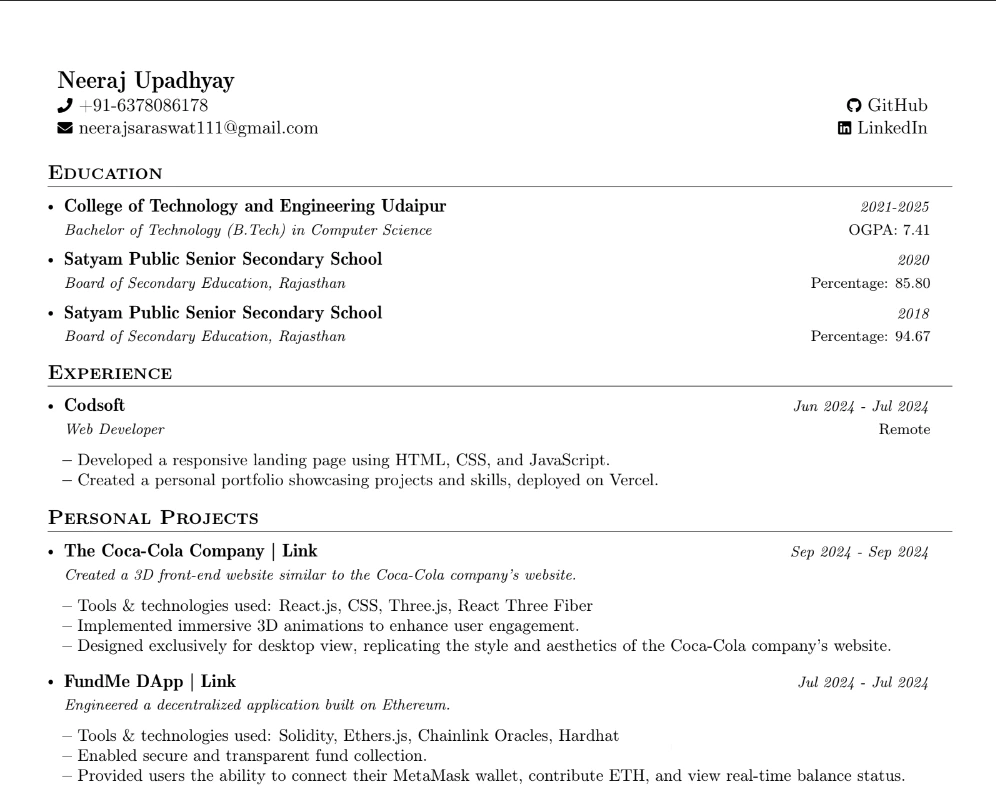 Neeraj Upadhyay
+91-6378086178
GitHub
neerajsaraswat111@gmail.com
LinkedIn
Education
• College of Technology and Engineering Udaipur 2021-2025
Bachelor of Technology (B.Tech) in Computer Science OGPA: 7.41
• Satyam Public Senior Secondary School 2020
Board of Secondary Education, Rajasthan Percentage: 85.80
• Satyam Public Senior Secondary School 2018
Board of Secondary Education, Rajasthan Percentage: 94.67
Experience
• Codsoft Jun 2024 - Jul 2024
Web Developer Remote
– Developed a responsive landing page using HTML, CSS, and JavaScript.
– Created a personal portfolio showcasing projects and skills, deployed on Vercel.
Personal Projects
• The Coca-Cola Company | Link Sep 2024 - Sep 2024
Created a 3D front-end website similar to the Coca-Cola company's website.
– Tools & technologies used: React.js, CSS, Three.js, React Three Fiber
– Implemented immersive 3D animations to enhance user engagement.
– Designed exclusively for desktop view, replicating the style and aesthetics of the Coca-Cola company's website.
• FundMe DApp | Link Jul 2024 - Jul 2024
Engineered a decentralized application built on Ethereum.
– Tools & technologies used: Solidity, Ethers.js, Chainlink Oracles, Hardhat
– Enabled secure and transparent fund collection.
– Provided users the ability to connect their MetaMask wallet, contribute ETH, and view real-time balance status.